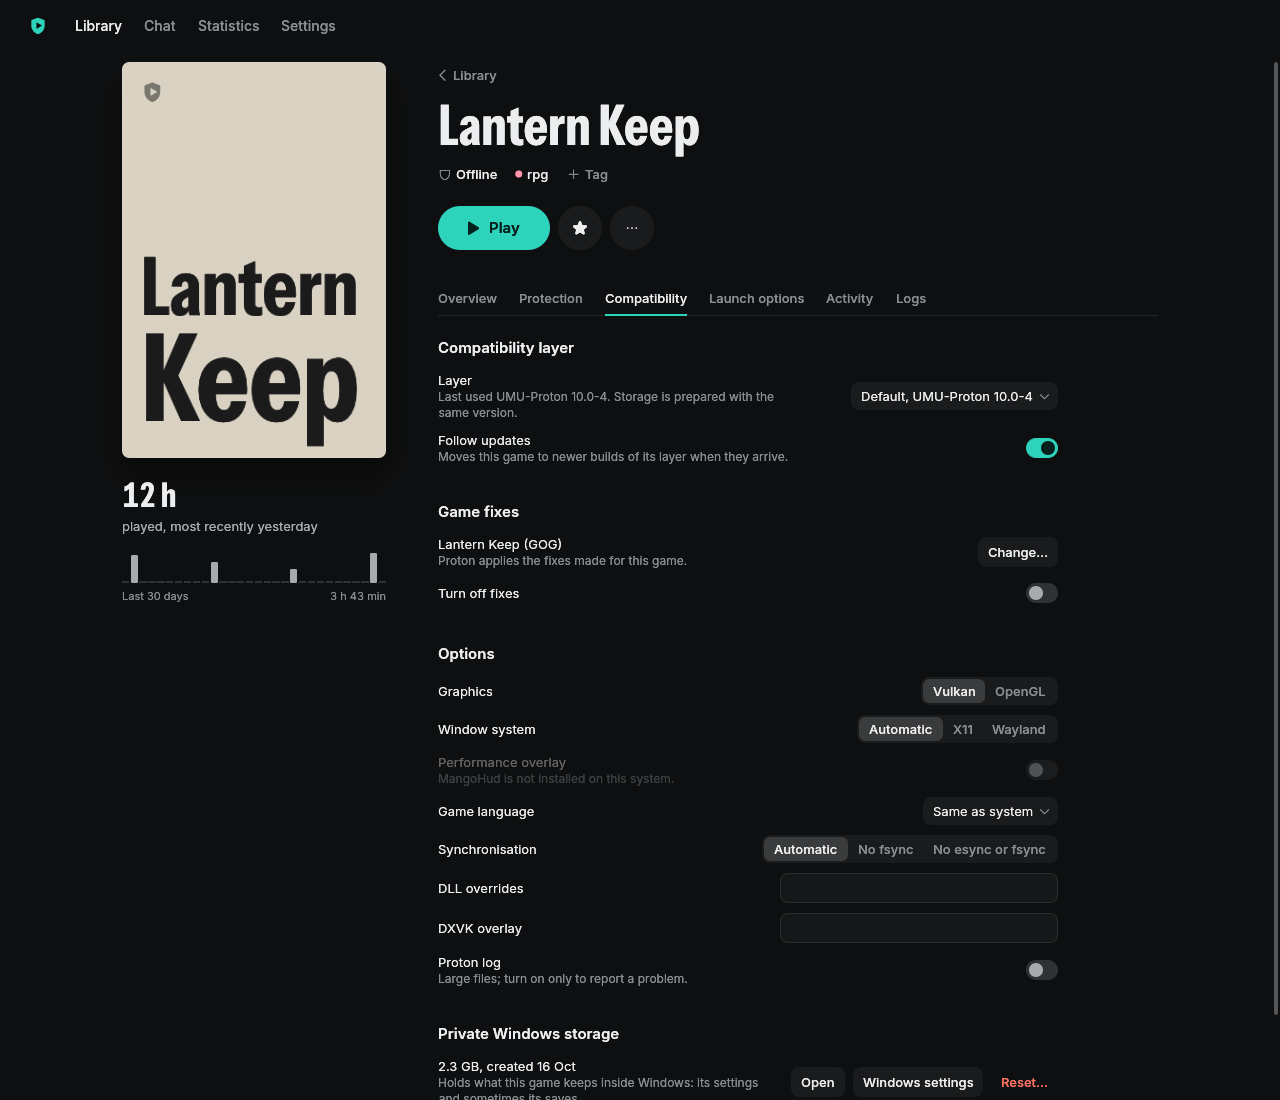 Library Chat Statistics Settings
Lantern
Keep
12 h
played, most recently yesterday
Last 30 days 3 h 43 min
Library
Lantern Keep
Offline rpg Tag
Play
Overview Protection Compatibility Launch options Activity Logs
Compatibility layer
Layer
Last used UMU-Proton 10.0-4. Storage is prepared with the
same version.
Default, UMU-Proton 10.0-4
Follow updates
Moves this game to newer builds of its layer when they arrive.
Game fixes
Lantern Keep (GOG)
Proton applies the fixes made for this game.
Change...
Turn off fixes
Options
Graphics Vulkan OpenGL
Window system Automatic X11 Wayland
Performance overlay
MangoHud is not installed on this system.
Game language Same as system
Synchronisation Automatic No fsync No esync or fsync
DLL overrides
DXVK overlay
Proton log
Large files; turn on only to report a problem.
Private Windows storage
2.3 GB, created 16 Oct
Holds what this game keeps inside Windows: its settings
and sometimes its saves.
Open Windows settings Reset...